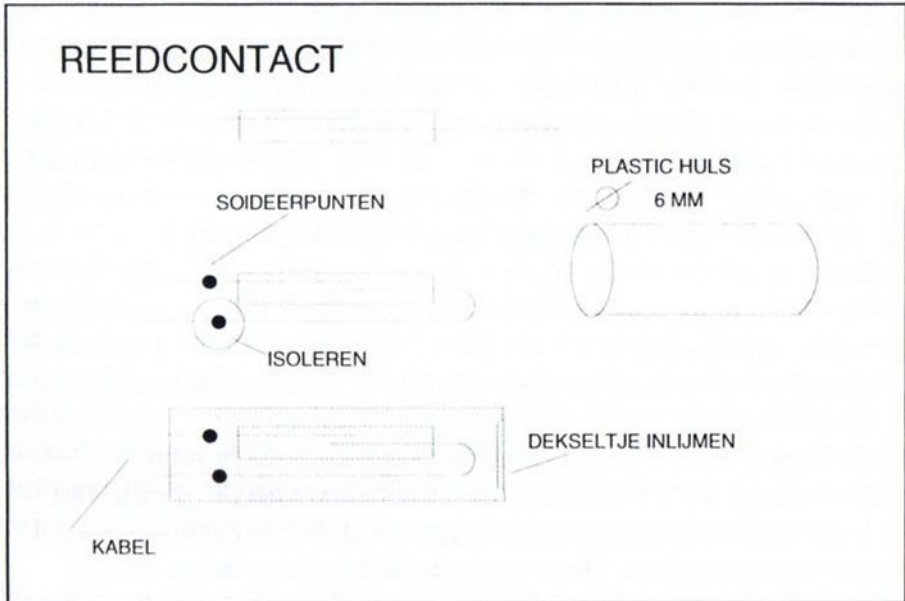 REEDCONTACT
PLASTIC HULS
6 MM
SOIDEERPUNTEN
ISOLEREN
DEKSELTJE INLIJMEN
KABEL